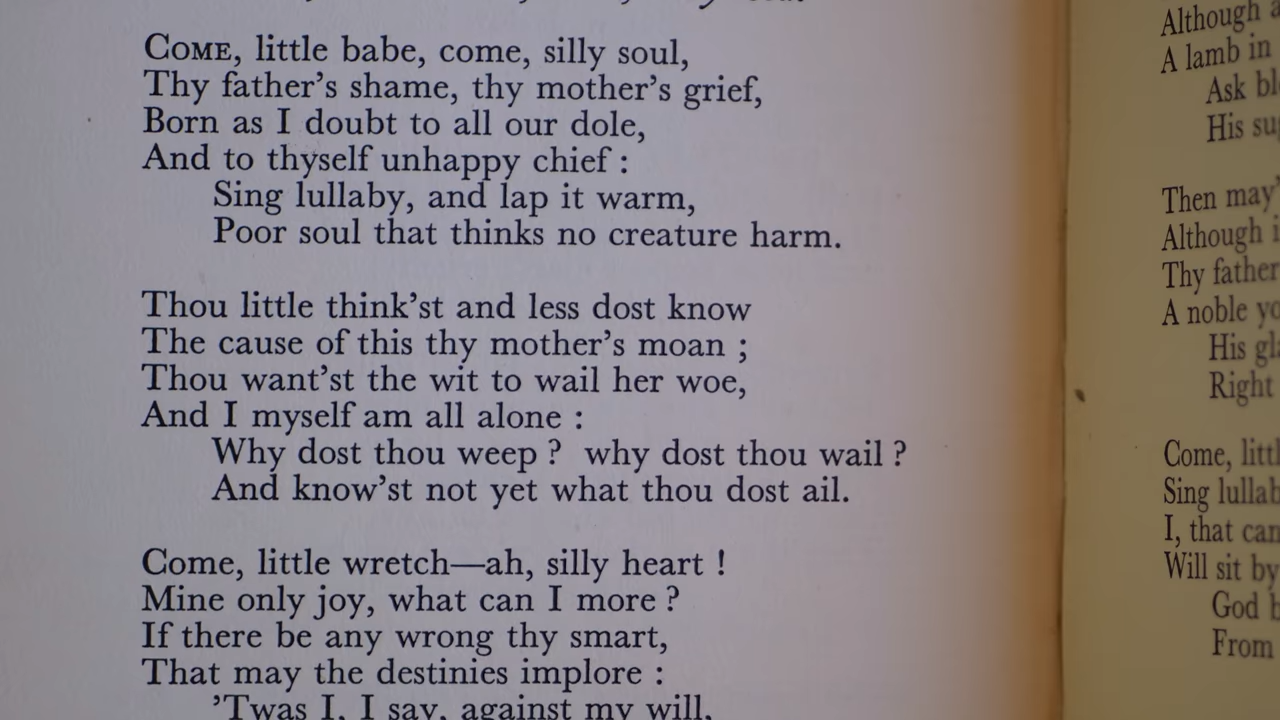 COME, little babe, come, silly soul,
Thy father's shame, thy mother's grief,
Born as I doubt to all our dole,
And to thyself unhappy chief :
Sing lullaby, and lap it warm,
Poor soul that thinks no creature harm.
Thou little think'st and less dost know
The cause of this thy mother's moan ;
Thou want'st the wit to wail her woe,
And I myself am all alone :
Why dost thou weep ? why dost thou wail ?
And know'st not yet what thou dost ail.
Come, little wretch—ah, silly heart !
Mine only joy, what can I more ?
If there be any wrong thy smart,
That may the destinies implore :
'Twas I, I say, against my will,
Although
A lamb in
Ask
His
Then may
Although
Thy father
A noble
His
Right
Come,
Sing
I, that can
Will sit by
God
From